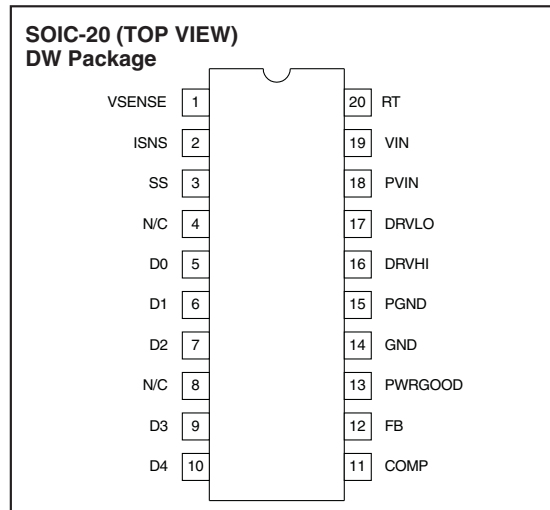 SOIC-20 (TOP VIEW)
DW Package
VSENSE 1 20 RT
ISNS 2 19 VIN
SS 3 18 PVIN
N/C 4 17 DRVLO
D0 5 16 DRVHI
D1 6 15 PGND
D2 7 14 GND
N/C 8 13 PWRGOOD
D3 9 12 FB
D4 10 11 COMP